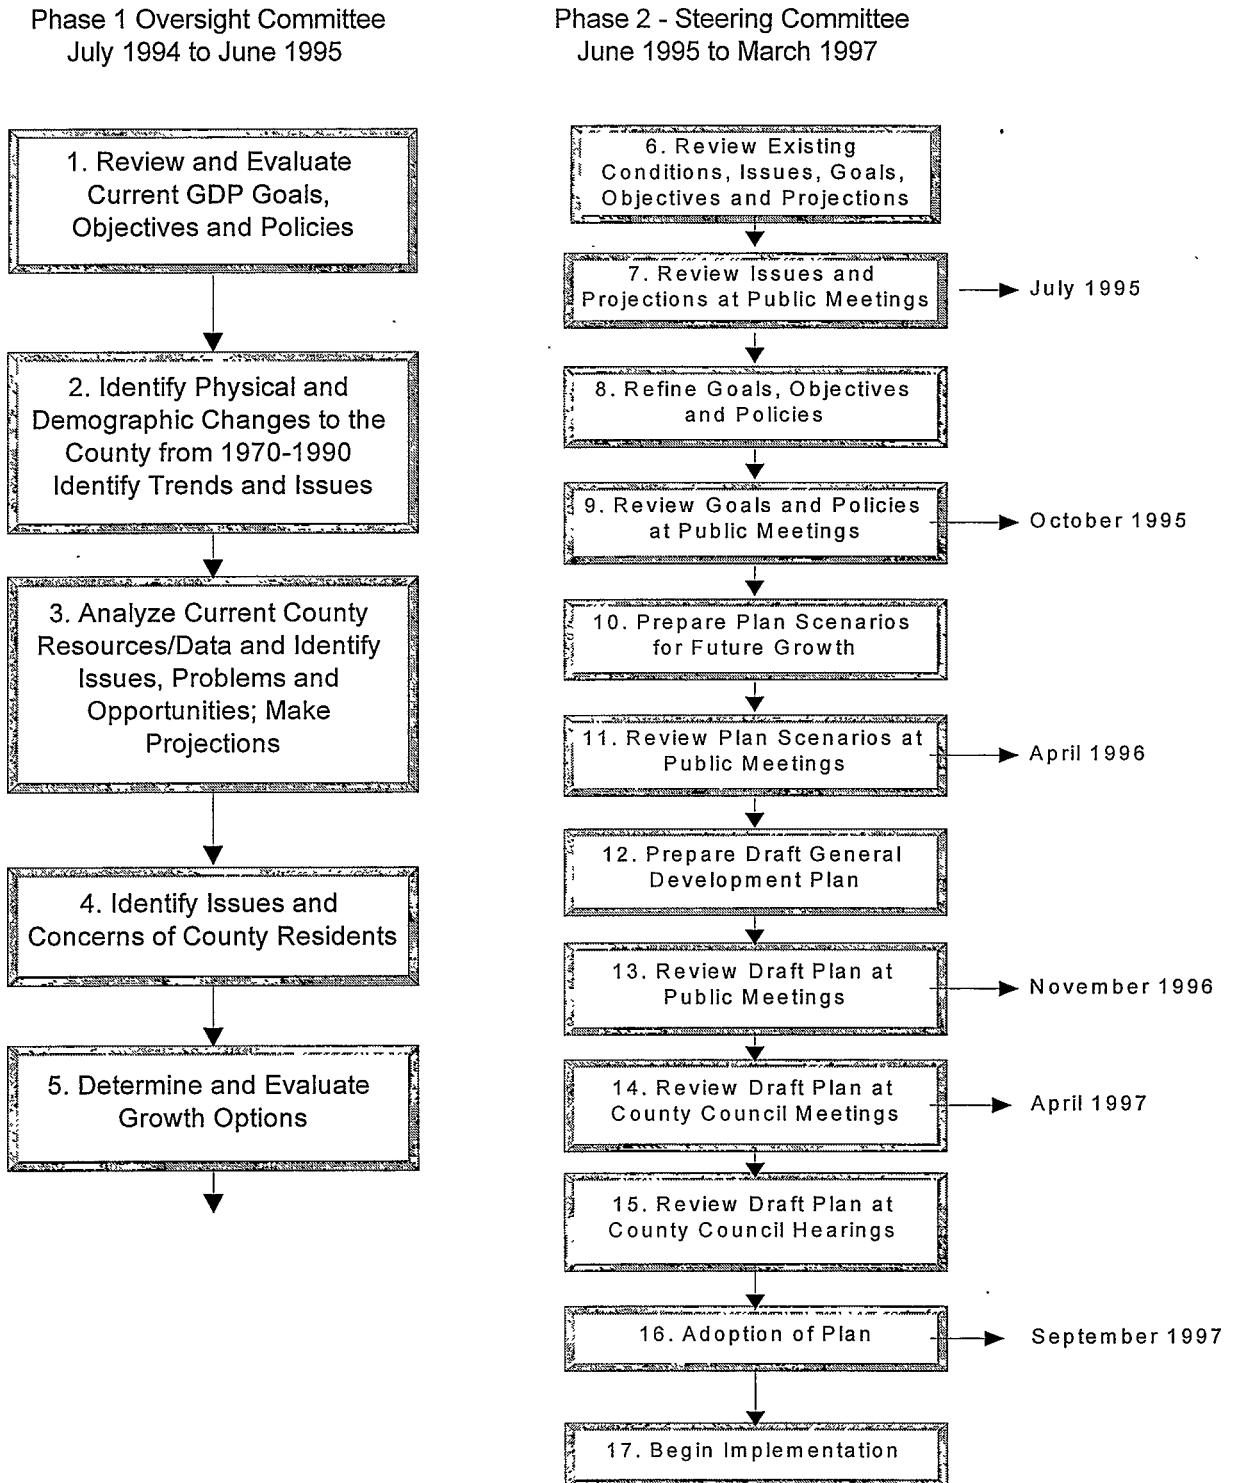 Phase 1 Oversight Committee
July 1994 to June 1995
1. Review and Evaluate
Current GDP Goals,
Objectives and Policies
2. Identify Physical and
Demographic Changes to the
County from 1970-1990
Identify Trends and Issues
3. Analyze Current County
Resources/Data and Identify
Issues, Problems and
Opportunities; Make
Projections
4. Identify Issues and
Concerns of County Residents
5. Determine and Evaluate
Growth Options
Phase 2 - Steering Committee
June 1995 to March 1997
6. Review Existing
Conditions, Issues, Goals,
Objectives and Projections
7. Review Issues and
Projections at Public Meetings
July 1995
8. Refine Goals, Objectives
and Policies
9. Review Goals and Policies
at Public Meetings
October 1995
10. Prepare Plan Scenarios
for Future Growth
11. Review Plan Scenarios at
Public Meetings
April 1996
12. Prepare Draft General
Development Plan
13. Review Draft Plan at
Public Meetings
November 1996
14. Review Draft Plan at
County Council Meetings
April 1997
15. Review Draft Plan at
County Council Hearings
16. Adoption of Plan
September 1997
17. Begin Implementation